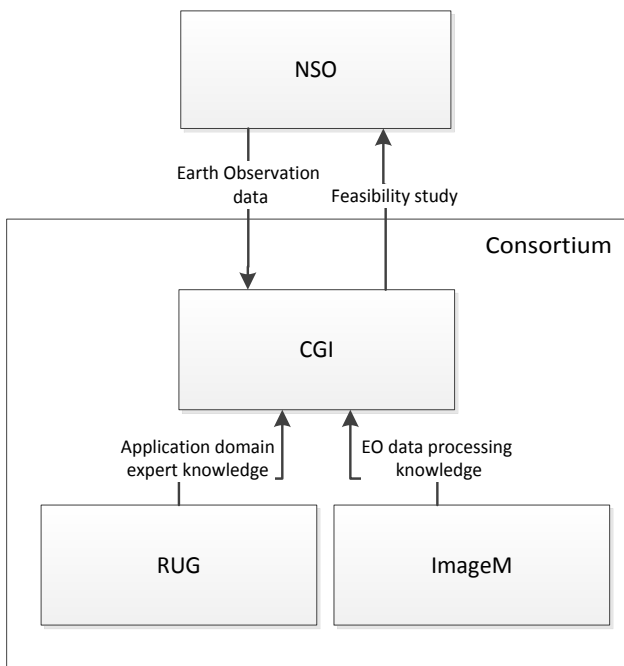 NSO
Earth Observation
data
Feasibility study
Consortium
CGI
Application domain
expert knowledge
EO data processing
knowledge
RUG
ImageM